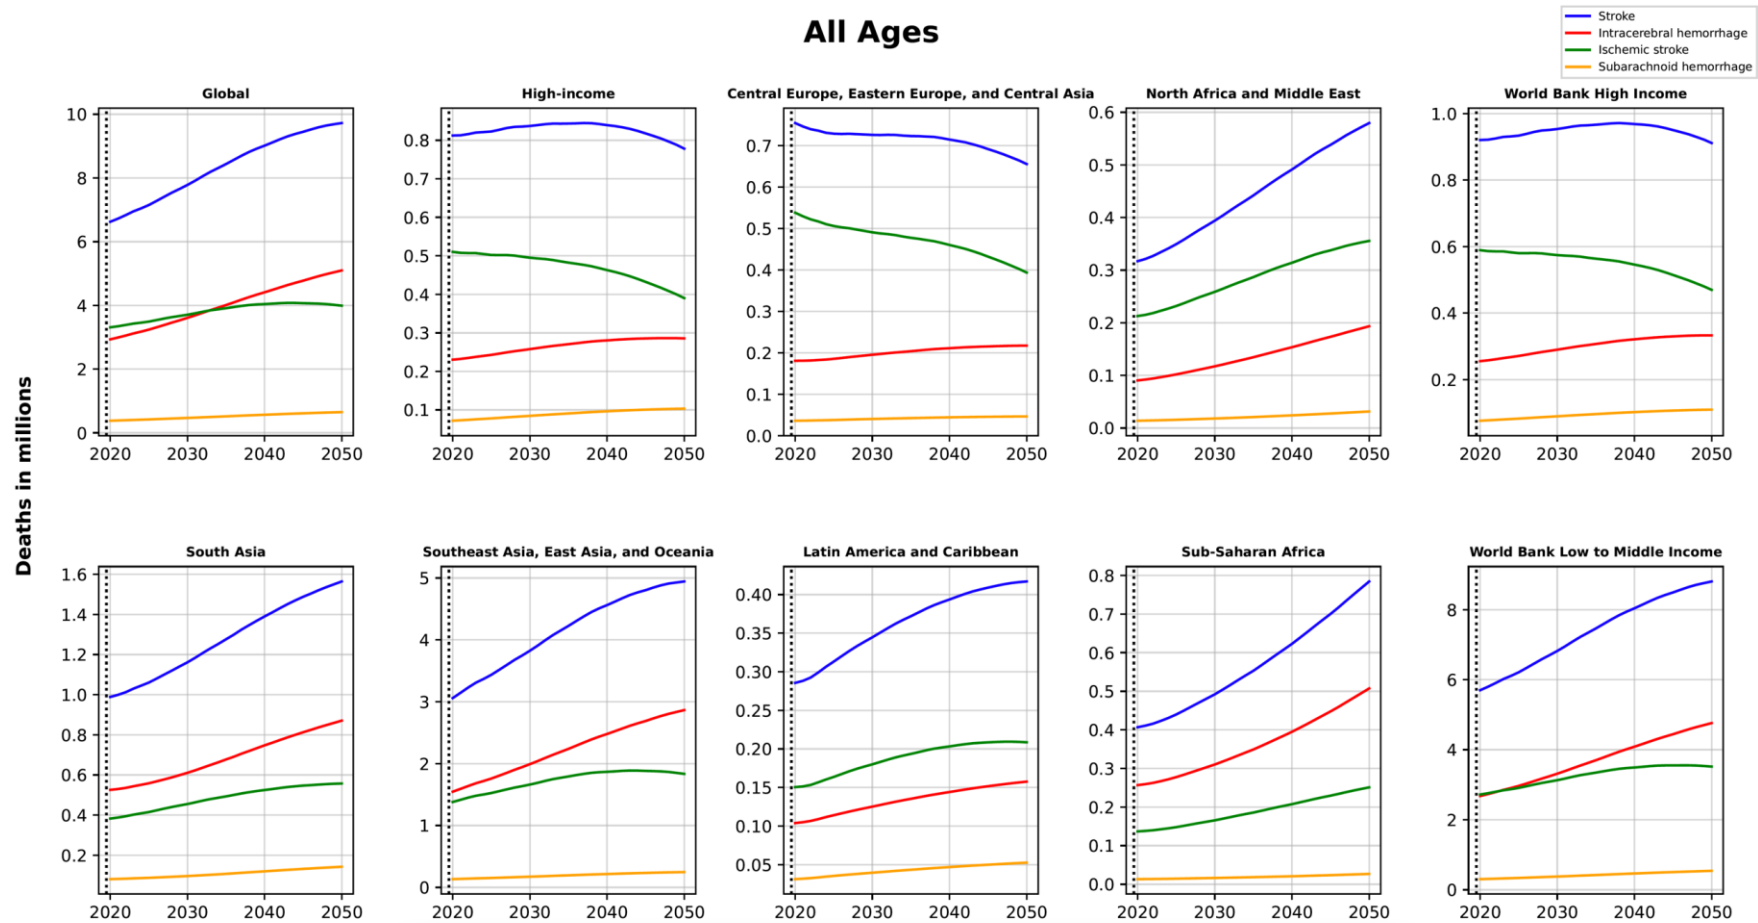 All Ages
Stroke
Intracerebral hemorrhage
Ischemic stroke
Subarachnoid hemorrhage
Deaths in millions
Global
10
8
6
4
2
0
2020 2030 2040 2050
High-income
0.8
0.7
0.6
0.5
0.4
0.3
0.2
0.1
2020 2030 2040 2050
Central Europe, Eastern Europe, and Central Asia
0.7
0.6
0.5
0.4
0.3
0.2
0.1
0.0
2020 2030 2040 2050
North Africa and Middle East
0.6
0.5
0.4
0.3
0.2
0.1
0.0
2020 2030 2040 2050
World Bank High Income
1.0
0.8
0.6
0.4
0.2
2020 2030 2040 2050
South Asia
1.6
1.4
1.2
1.0
0.8
0.6
0.4
0.2
2020 2030 2040 2050
Southeast Asia, East Asia, and Oceania
5
4
3
2
1
0
2020 2030 2040 2050
Latin America and Caribbean
0.40
0.35
0.30
0.25
0.20
0.15
0.10
0.05
2020 2030 2040 2050
Sub-Saharan Africa
0.8
0.7
0.6
0.5
0.4
0.3
0.2
0.1
0.0
2020 2030 2040 2050
World Bank Low to Middle Income
8
6
4
2
0
2020 2030 2040 2050